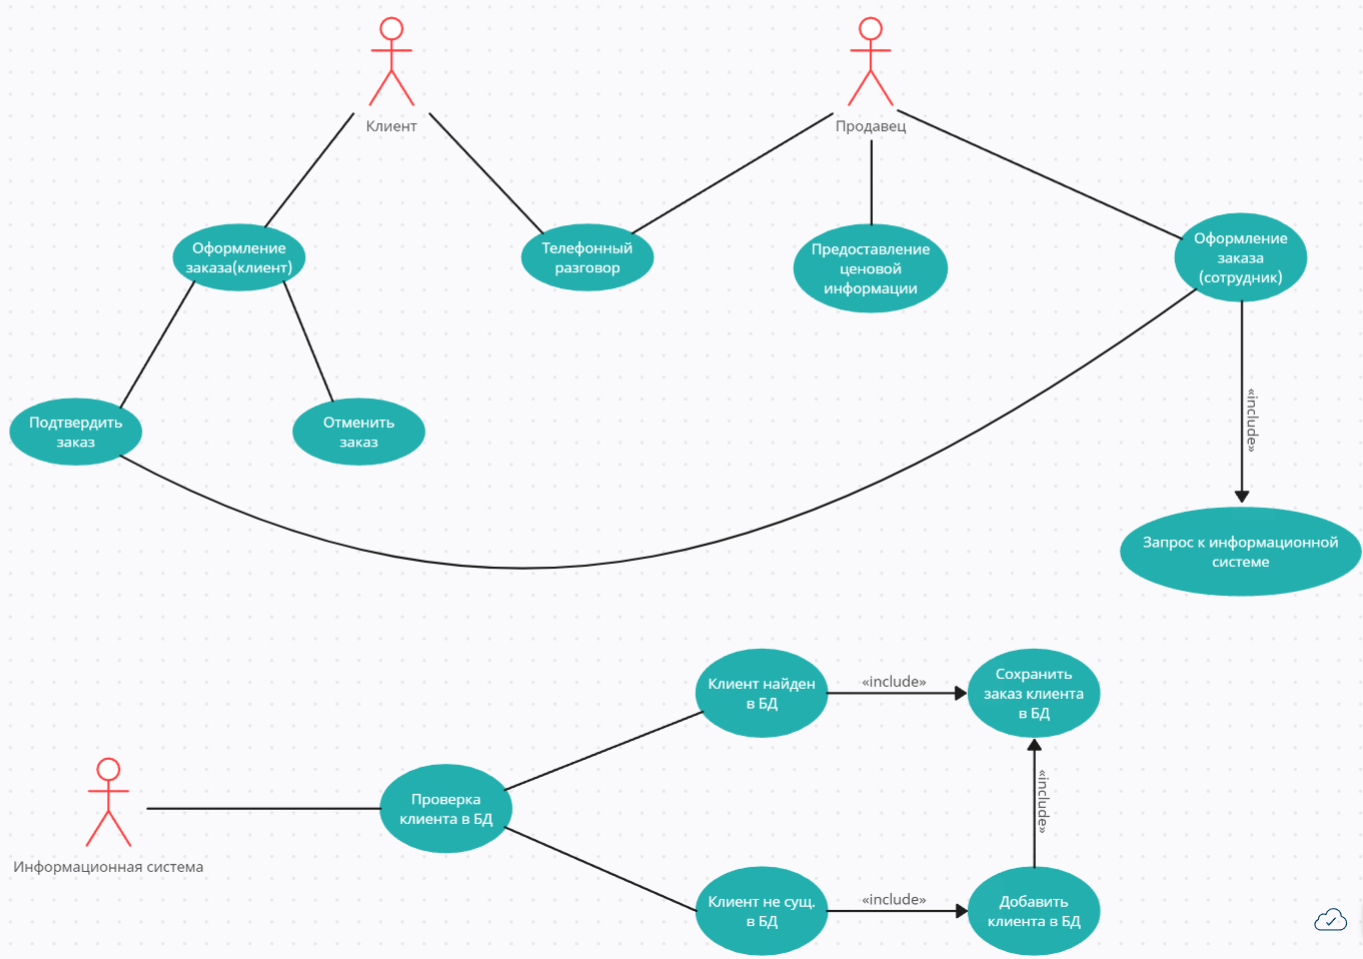 Клиент
Продавец
Оформление
заказа(клиент)
Телефонный
разговор
Предоставление
ценовой
информации
Оформление
заказа
(сотрудник)
Подтвердить
заказ
Отменить
заказ
«include»
Запрос к информационной
системе
Клиент найден
в БД
«include»
Сохранить
заказ клиента
в БД
Информационная система
Проверка
клиента в БД
«include»
Клиент не сущ.
в БД
«include»
Добавить
клиента в БД